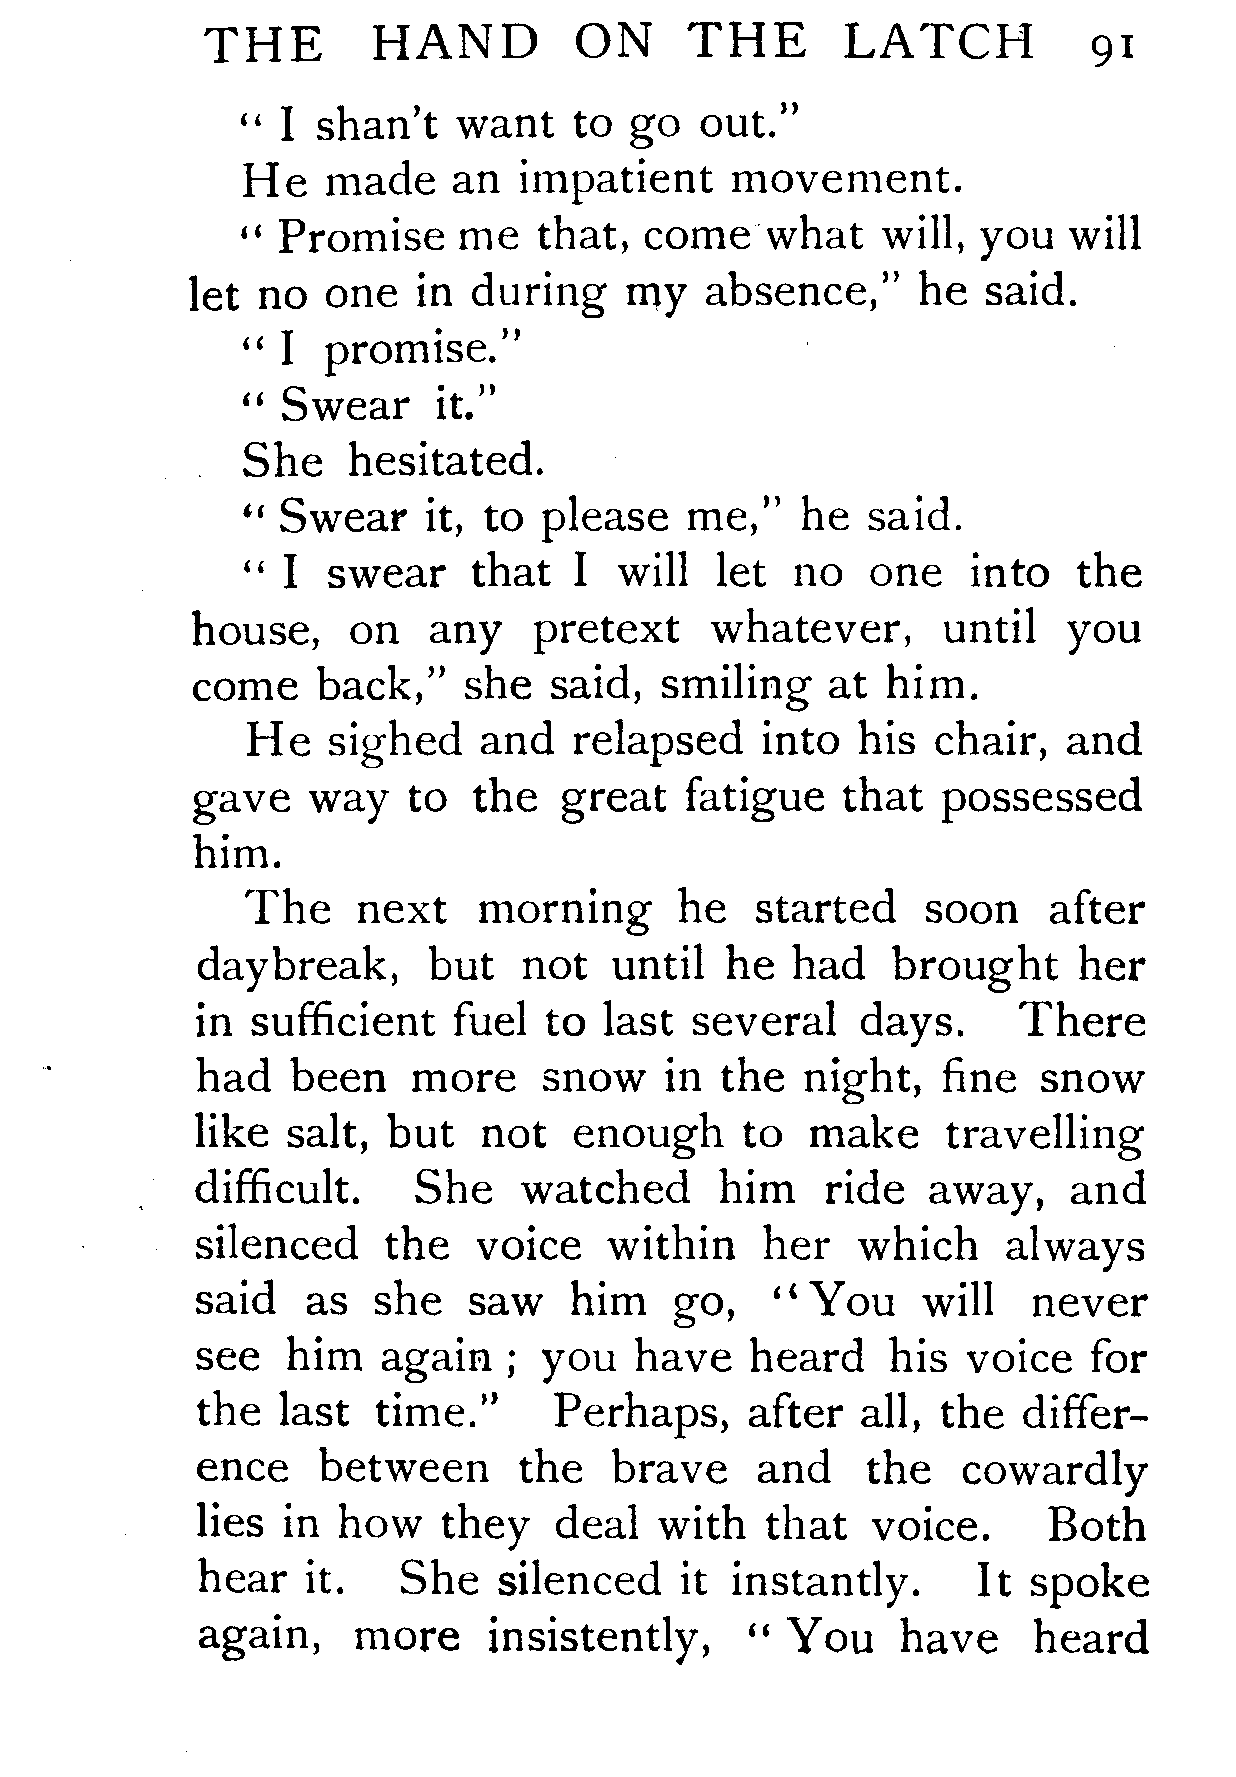 THE HAND ON THE LATCH 91
“ I shan't want to go out.”
He made an impatient movement.
“ Promise me that, come what will, you will
let no one in during my absence,” he said.
“ I promise.”
“ Swear it.”
She hesitated.
“ Swear it, to please me,” he said.
“ I swear that I will let no one into the
house, on any pretext whatever, until you
come back,” she said, smiling at him.
He sighed and relapsed into his chair, and
gave way to the great fatigue that possessed
him.
The next morning he started soon after
daybreak, but not until he had brought her
in sufficient fuel to last several days. There
had been more snow in the night, fine snow
like salt, but not enough to make travelling
difficult. She watched him ride away, and
silenced the voice within her which always
said as she saw him go, “ You will never
see him again ; you have heard his voice for
the last time.” Perhaps, after all, the differ-
ence between the brave and the cowardly
lies in how they deal with that voice. Both
hear it. She silenced it instantly. It spoke
again, more insistently, “ You have heard